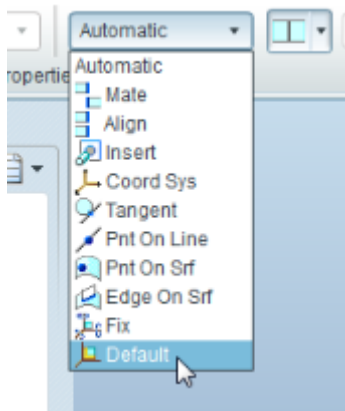 Automatic
ropertie
Automatic
Mate
Align
Insert
Coord Sys
Tangent
Pnt On Line
Pnt On Srf
Edge On Srf
Fix
Default